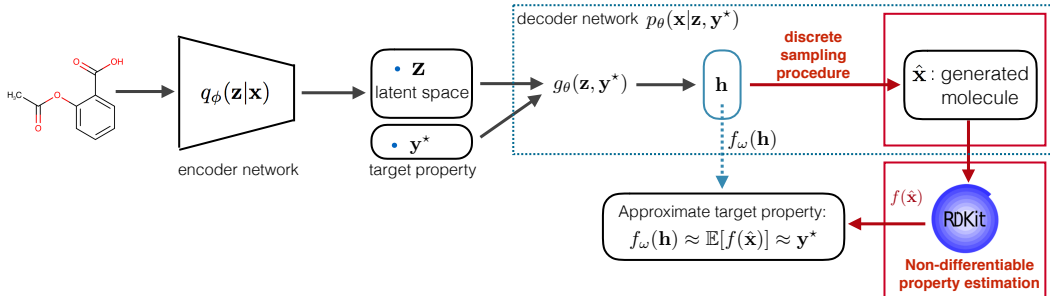 decoder network p_θ(x|z, y⋆)
OH
O
H₃C
O
O
q_ϕ(z|x)
encoder network
• z
latent space
• y⋆
target property
g_θ(z, y⋆)
h
discrete
sampling
procedure
x̂ : generated
molecule
f_ω(h)
Approximate target property:
f_ω(h) ≈ 𝔼[f(x̂)] ≈ y⋆
f(x̂)
RDKit
Non-differentiable
property estimation